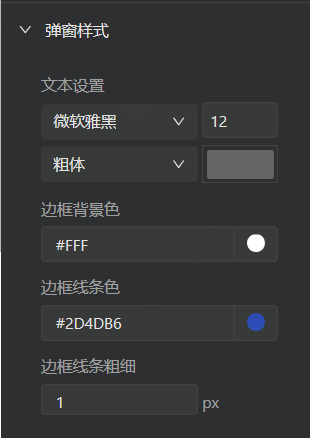 弹窗样式
文本设置
微软雅黑 12
粗体
边框背景色
#FFF
边框线条色
#2D4DB6
边框线条粗细
1 px